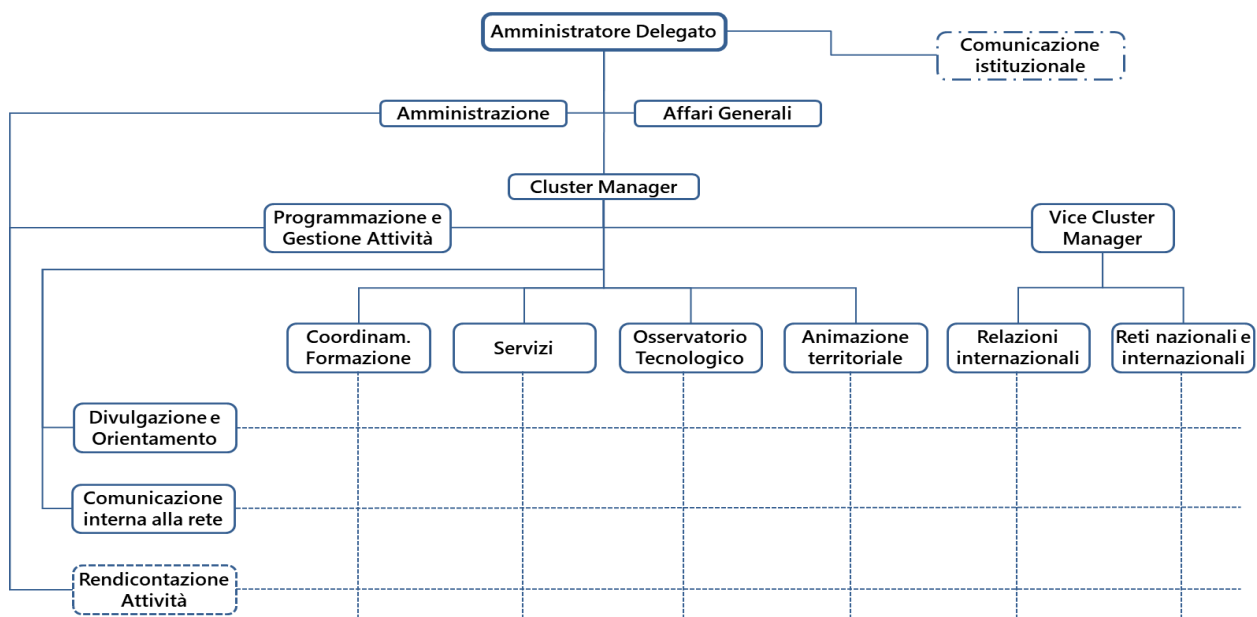 Amministratore Delegato
Comunicazione
istituzionale
Amministrazione
Affari Generali
Cluster Manager
Programmazione e
Gestione Attività
Vice Cluster
Manager
Coordinam.
Formazione
Servizi
Osservatorio
Tecnologico
Animazione
territoriale
Relazioni
internazionali
Reti nazionali e
internazionali
Divulgazione e
Orientamento
Comunicazione
interna alla rete
Rendicontazione
Attività